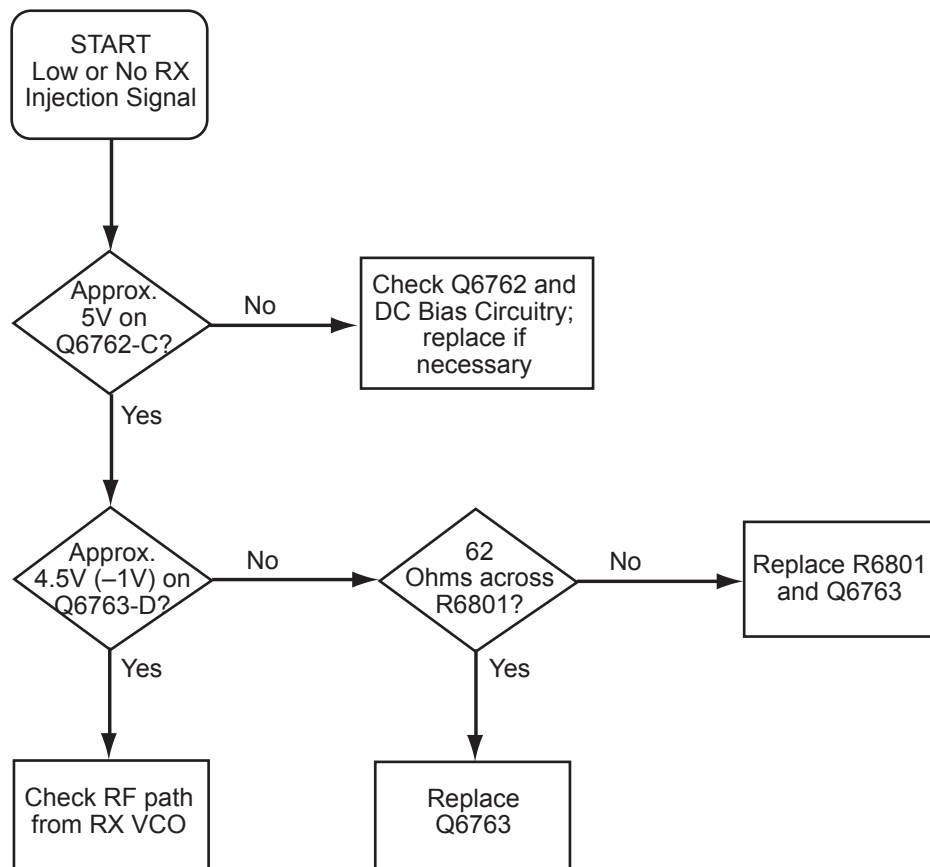 START
Low or No RX
Injection Signal
Approx.
5V on
Q6762-C?
No
Check Q6762 and
DC Bias Circuitry;
replace if
necessary
Yes
Approx.
4.5V (–1V) on
Q6763-D?
No
62
Ohms across
R6801?
No
Replace R6801
and Q6763
Yes
Yes
Check RF path
from RX VCO
Replace
Q6763